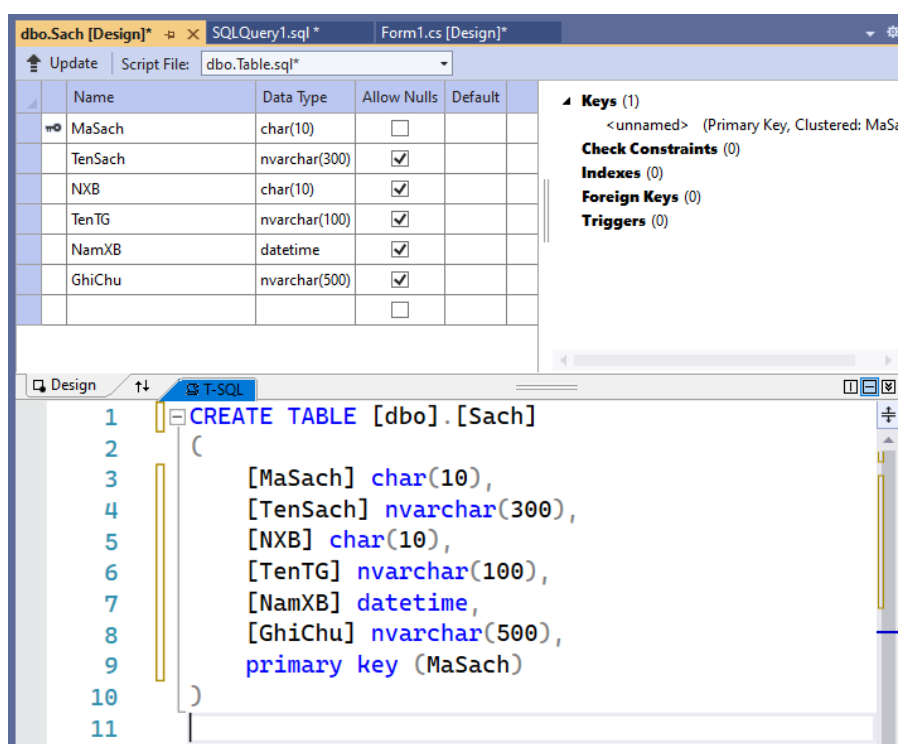 dbo.Sach [Design]* SQLQuery1.sql * Form1.cs [Design]*
Update Script File: dbo.Table.sql*
Name Data Type Allow Nulls Default
MaSach char(10)
TenSach nvarchar(300)
NXB char(10)
TenTG nvarchar(100)
NamXB datetime
GhiChu nvarchar(500)
Keys (1)
<unnamed> (Primary Key, Clustered: MaSa
Check Constraints (0)
Indexes (0)
Foreign Keys (0)
Triggers (0)
Design T-SQL
1 CREATE TABLE [dbo].[Sach]
2 (
3 [MaSach] char(10),
4 [TenSach] nvarchar(300),
5 [NXB] char(10),
6 [TenTG] nvarchar(100),
7 [NamXB] datetime,
8 [GhiChu] nvarchar(500),
9 primary key (MaSach)
10 )
11